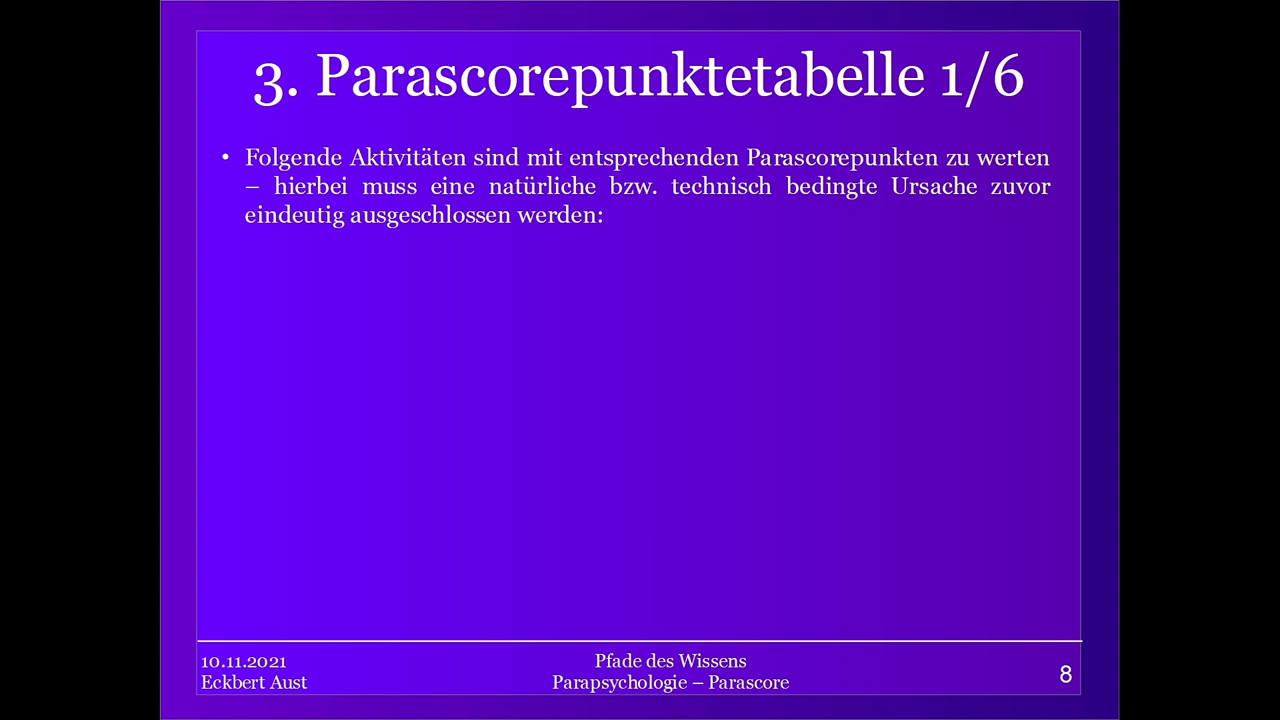 3. Parascorepunktetabelle 1/6
• Folgende Aktivitäten sind mit entsprechenden Parascorepunkten zu werten
– hierbei muss eine natürliche bzw. technisch bedingte Ursache zuvor
eindeutig ausgeschlossen werden:
10.11.2021
Eckbert Aust
Pfade des Wissens
Parapsychologie – Parascore
8